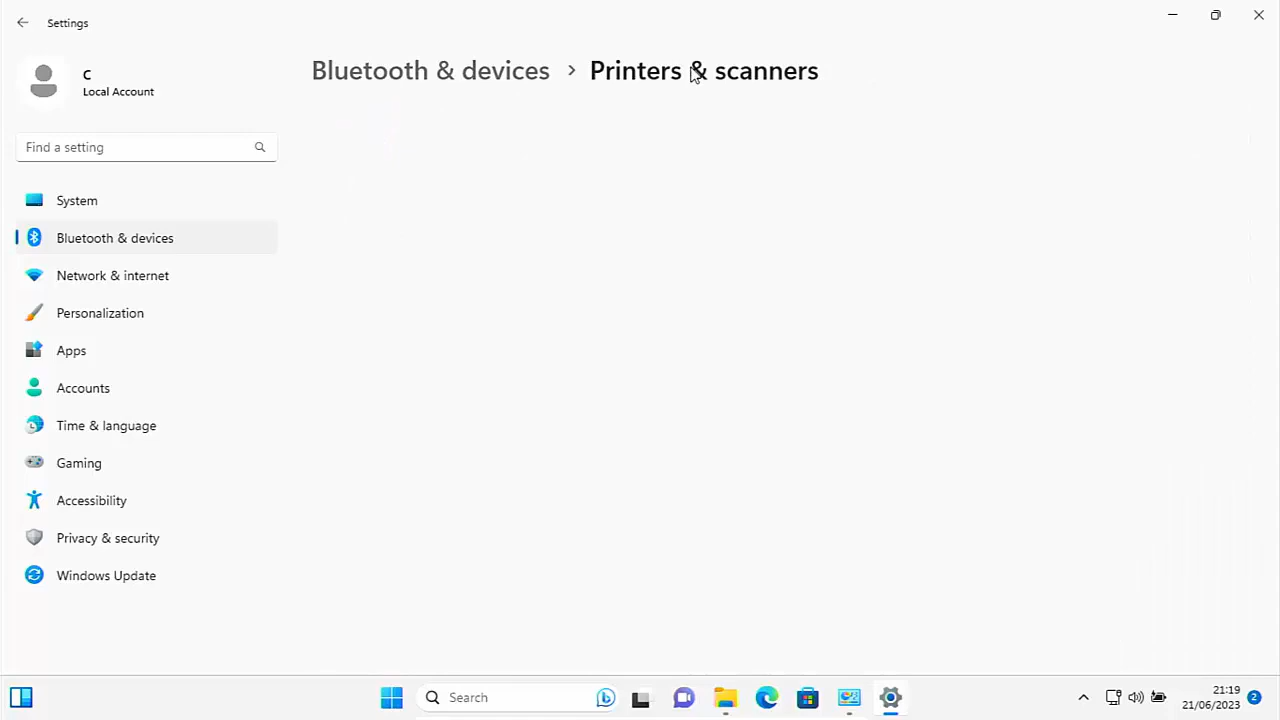 Settings
C
Local Account
Find a setting
System
Bluetooth & devices
Network & internet
Personalization
Apps
Accounts
Time & language
Gaming
Accessibility
Privacy & security
Windows Update
Bluetooth & devices > Printers & scanners
Search
21:19
21/06/2023
2